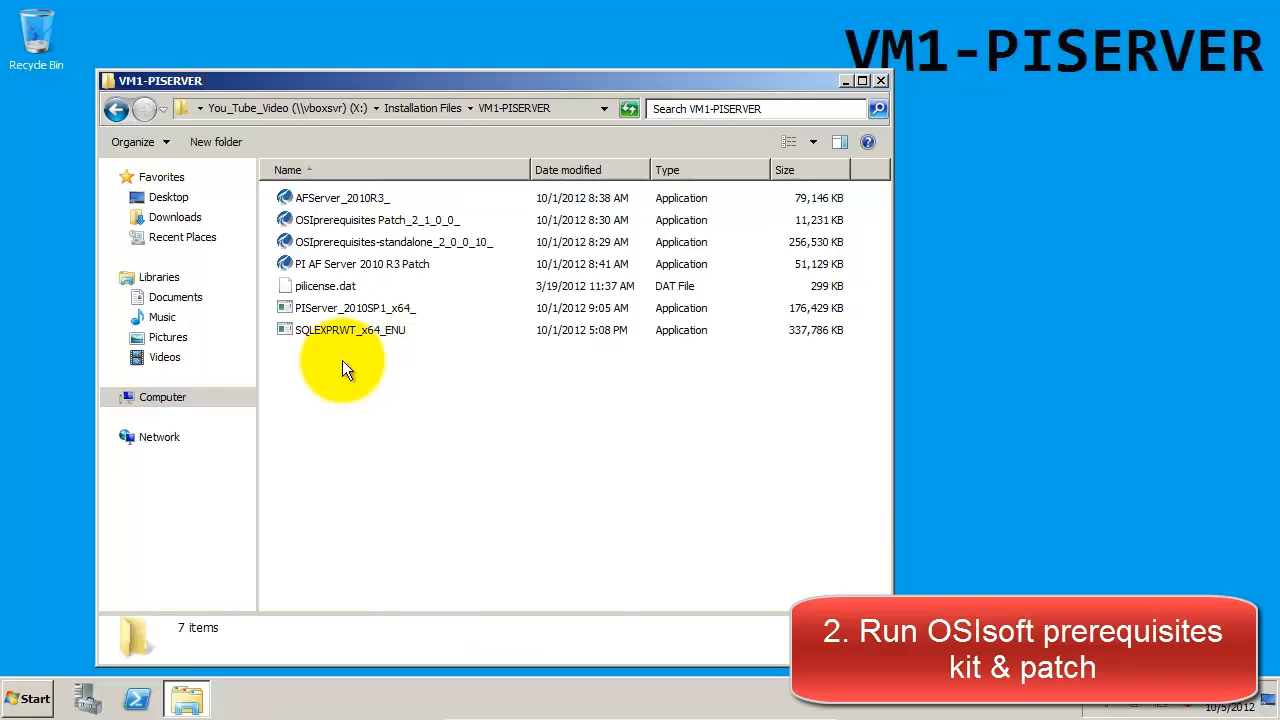 VM1-PISERVER
Recycle Bin
VM1-PISERVER
You_Tube_Video (\\vboxsvr) (X:) Installation Files VM1-PISERVER
Search VM1-PISERVER
Organize New folder
Name Date modified Type Size
Favorites
Desktop
Downloads
Recent Places
Libraries
Documents
Music
Pictures
Videos
Computer
Network
AFServer_2010R3_ 10/1/2012 8:38 AM Application 79,146 KB
OSIprerequisites Patch_2_1_0_0_ 10/1/2012 8:30 AM Application 11,231 KB
OSIprerequisites-standalone_2_0_0_10_ 10/1/2012 8:29 AM Application 256,530 KB
PI AF Server 2010 R3 Patch 10/1/2012 8:41 AM Application 51,129 KB
pilicense.dat 3/19/2012 11:37 AM DAT File 299 KB
PIServer_2010SP1_x64_ 10/1/2012 9:05 AM Application 176,429 KB
SQLEXPRWT_x64_ENU 10/1/2012 5:08 PM Application 337,786 KB
7 items
2. Run OSIsoft prerequisites
kit & patch
Start
10/5/2012